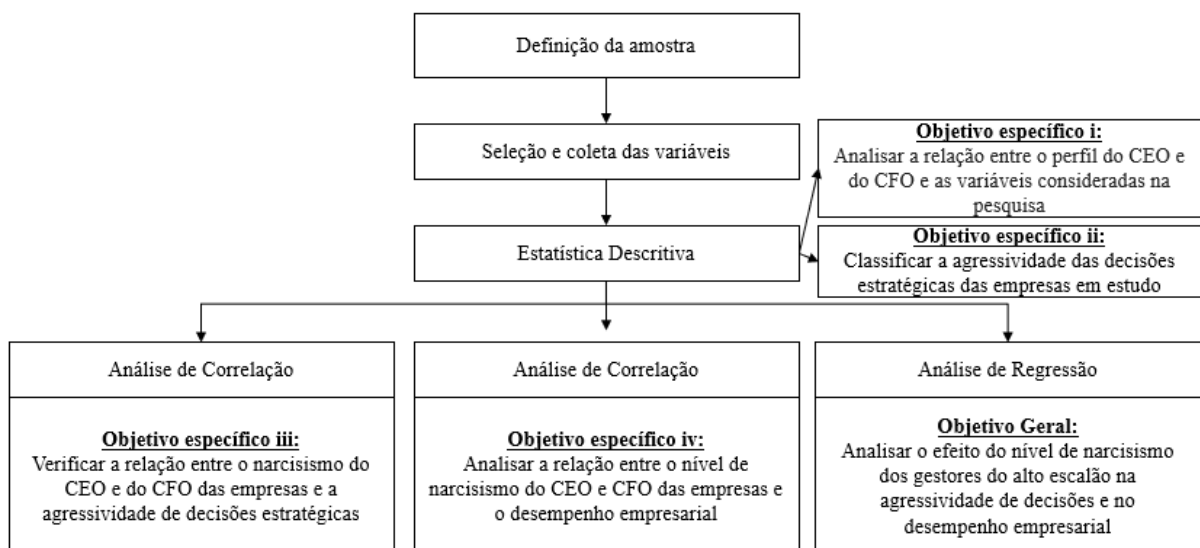 Definição da amostra
Seleção e coleta das variáveis
Objetivo específico i:
Analisar a relação entre o perfil do CEO e
do CFO e as variáveis consideradas na
pesquisa
Estatística Descritiva
Objetivo específico ii:
Classificar a agressividade das decisões
estratégicas das empresas em estudo
Análise de Correlação
Objetivo específico iii:
Verificar a relação entre o narcisismo do
CEO e do CFO das empresas e a
agressividade de decisões estratégicas
Análise de Correlação
Objetivo específico iv:
Analisar a relação entre o nível de
narcisismo do CEO e CFO das empresas e
o desempenho empresarial
Análise de Regressão
Objetivo Geral:
Analisar o efeito do nível de narcisismo
dos gestores do alto escalão na
agressividade de decisões e no
desempenho empresarial